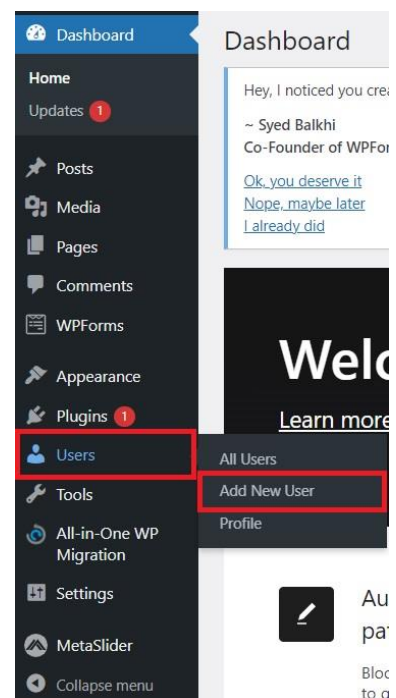 Dashboard
Home
Updates 1
Posts
Media
Pages
Comments
WPForms
Appearance
Plugins 1
Users
All Users
Add New User
Profile
Tools
All-in-One WP
Migration
Settings
MetaSlider
Collapse menu
Dashboard
Hey, I noticed you crea
~ Syed Balkhi
Co-Founder of WPFor
Ok, you deserve it
Nope, maybe later
I already did
Welc
Learn more
Au
pat
Bloc
to g